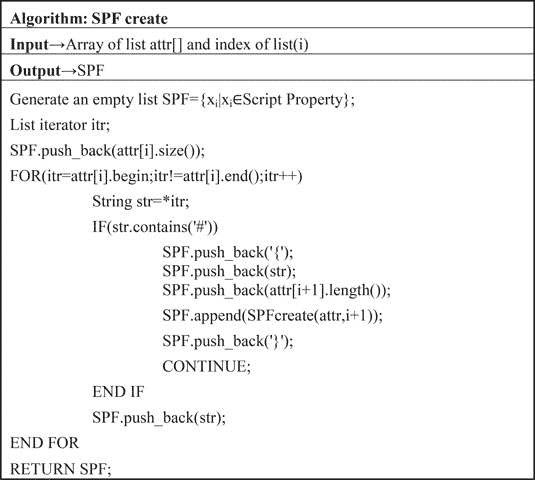 Algorithm: SPF create
Input→Array of list attr[] and index of list(i)
Output→SPF
Generate an empty list SPF={xi|xi∈Script Property};
List iterator itr;
SPF.push_back(attr[i].size());
FOR(itr=attr[i].begin;itr!=attr[i].end();itr++)
String str=*itr;
IF(str.contains('#'))
SPF.push_back('{');
SPF.push_back(str);
SPF.push_back(attr[i+1].length());
SPF.append(SPFcreate(attr,i+1));
SPF.push_back('}');
CONTINUE;
END IF
SPF.push_back(str);
END FOR
RETURN SPF;